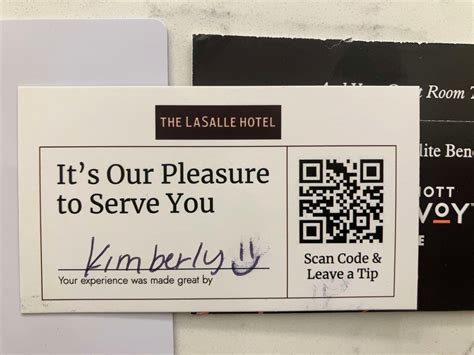 THE LASALLE HOTEL
It's Our Pleasure
to Serve You
Kimberly
Your experience was made great by
Scan Code &
Leave a Tip
Room T
lite Ben
OTT
VOY
E